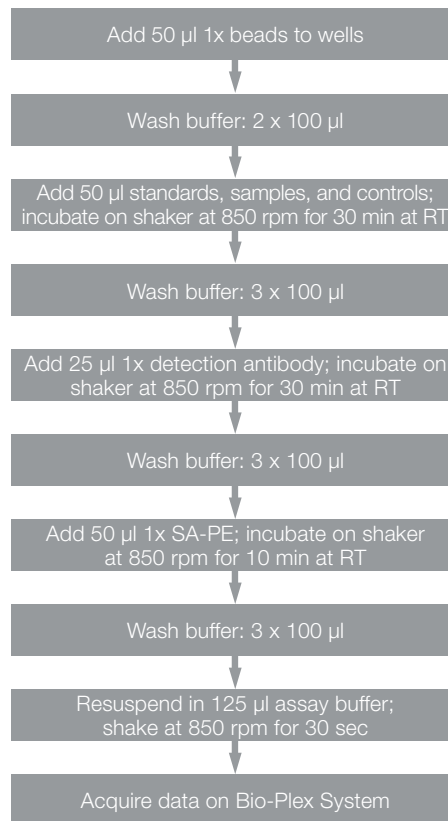 Add 50 µl 1x beads to wells
Wash buffer: 2 x 100 µl
Add 50 µl standards, samples, and controls;
incubate on shaker at 850 rpm for 30 min at RT
Wash buffer: 3 x 100 µl
Add 25 µl 1x detection antibody; incubate on
shaker at 850 rpm for 30 min at RT
Wash buffer: 3 x 100 µl
Add 50 µl 1x SA-PE; incubate on shaker
at 850 rpm for 10 min at RT
Wash buffer: 3 x 100 µl
Resuspend in 125 µl assay buffer;
shake at 850 rpm for 30 sec
Acquire data on Bio-Plex System